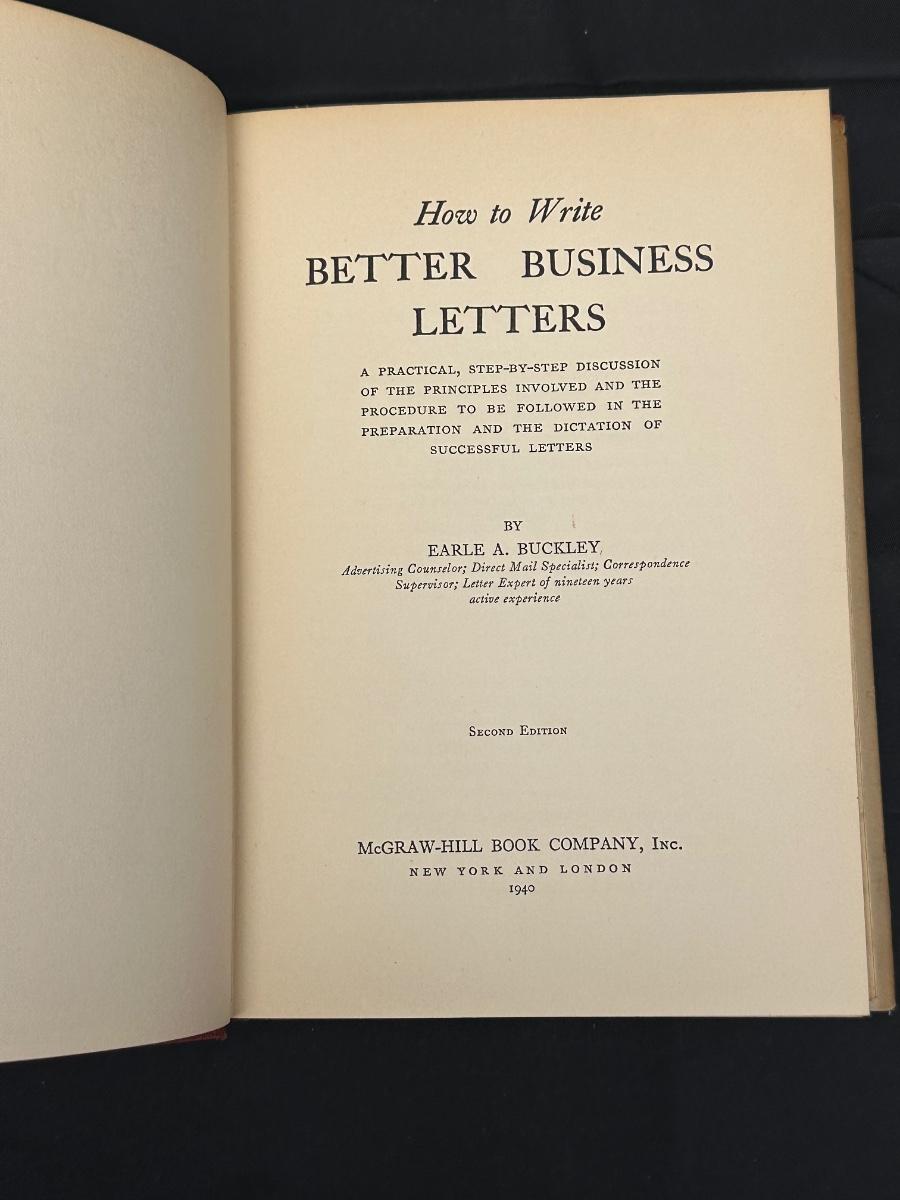 How to Write
BETTER BUSINESS
LETTERS
A PRACTICAL, STEP-BY-STEP DISCUSSION
OF THE PRINCIPLES INVOLVED AND THE
PROCEDURE TO BE FOLLOWED IN THE
PREPARATION AND THE DICTATION OF
SUCCESSFUL LETTERS
BY
EARLE A. BUCKLEY
Advertising Counselor; Direct Mail Specialist; Correspondence
Supervisor; Letter Expert of nineteen years
active experience
SECOND EDITION
McGRAW-HILL BOOK COMPANY, INC.
NEW YORK AND LONDON
1940